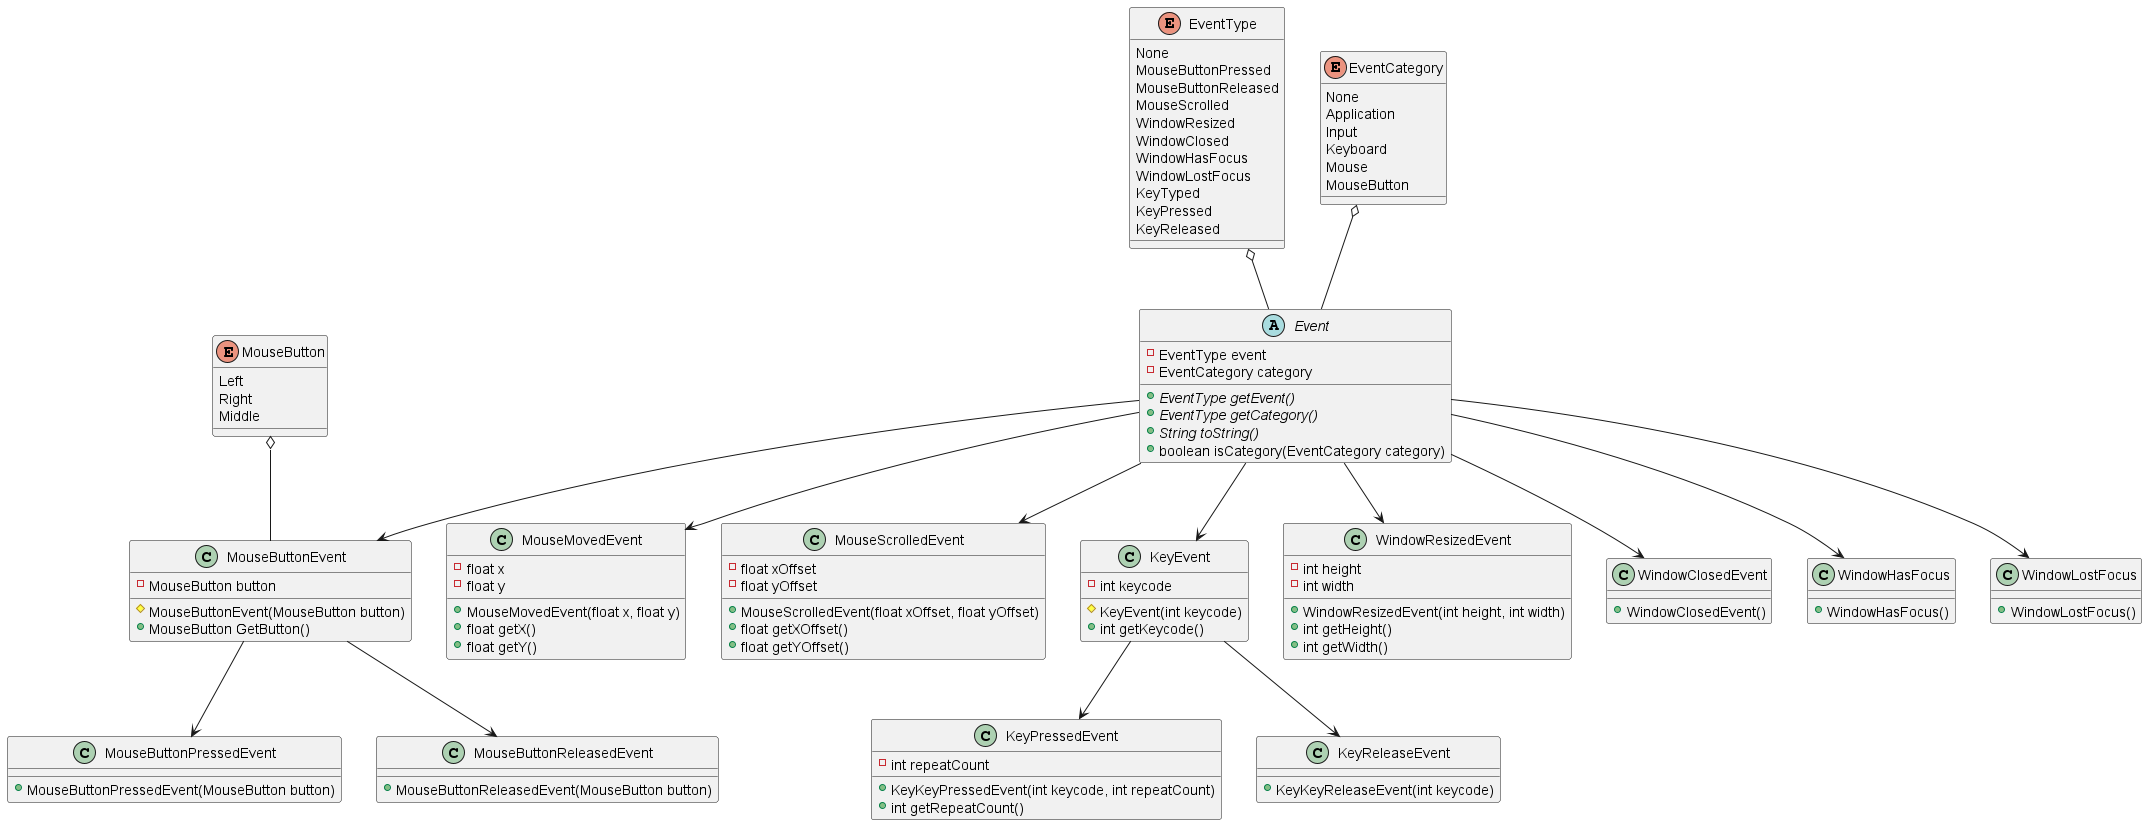 E EventType
None
MouseButtonPressed
MouseButtonReleased
MouseScrolled
WindowResized
WindowClosed
WindowHasFocus
WindowLostFocus
KeyTyped
KeyPressed
KeyReleased
E EventCategory
None
Application
Input
Keyboard
Mouse
MouseButton
E MouseButton
Left
Right
Middle
A Event
EventType event
EventCategory category
EventType getEvent()
EventType getCategory()
String toString()
boolean isCategory(EventCategory category)
C MouseButtonEvent
MouseButton button
MouseButtonEvent(MouseButton button)
MouseButton GetButton()
C MouseMovedEvent
float x
float y
MouseMovedEvent(float x, float y)
float getX()
float getY()
C MouseScrolledEvent
float xOffset
float yOffset
MouseScrolledEvent(float xOffset, float yOffset)
float getXOffset()
float getYOffset()
C KeyEvent
int keycode
KeyEvent(int keycode)
int getKeycode()
C WindowResizedEvent
int height
int width
WindowResizedEvent(int height, int width)
int getHeight()
int getWidth()
C WindowClosedEvent
WindowClosedEvent()
C WindowHasFocus
WindowHasFocus()
C WindowLostFocus
WindowLostFocus()
C MouseButtonPressedEvent
MouseButtonPressedEvent(MouseButton button)
C MouseButtonReleasedEvent
MouseButtonReleasedEvent(MouseButton button)
C KeyPressedEvent
int repeatCount
KeyKeyPressedEvent(int keycode, int repeatCount)
int getRepeatCount()
C KeyReleaseEvent
KeyKeyReleaseEvent(int keycode)